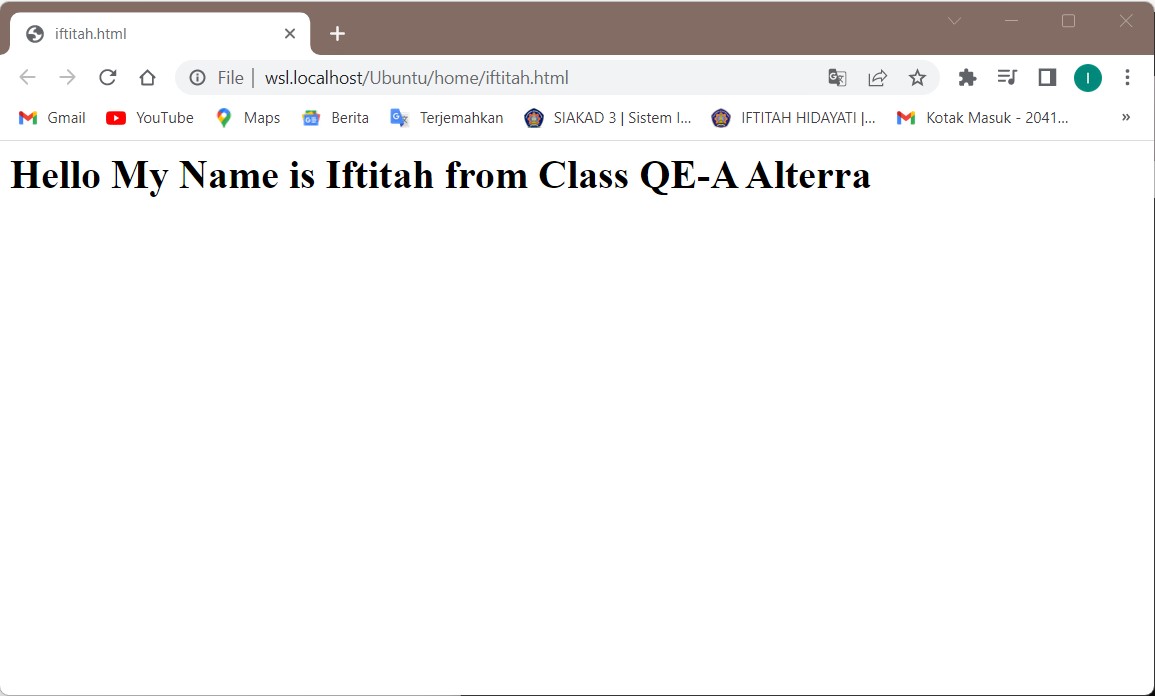 iftitah.html
File | wsl.localhost/Ubuntu/home/iftitah.html
I
Gmail YouTube Maps Berita Terjemahkan SIAKAD 3 | Sistem I... IFTITAH HIDAYATI |... Kotak Masuk - 2041... »
Hello My Name is Iftitah from Class QE-A Alterra